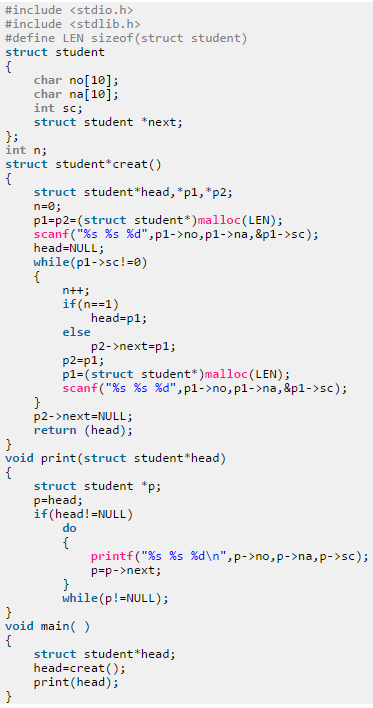 #include <stdio.h>
#include <stdlib.h>
#define LEN sizeof(struct student)
struct student
{
    char no[10];
    char na[10];
    int sc;
    struct student *next;
};
int n;
struct student*creat()
{
    struct student*head,*p1,*p2;
    n=0;
    p1=p2=(struct student*)malloc(LEN);
    scanf("%s %s %d",p1->no,p1->na,&p1->sc);
    head=NULL;
    while(p1->sc!=0)
    {
        n++;
        if(n==1)
            head=p1;
        else
            p2->next=p1;
        p2=p1;
        p1=(struct student*)malloc(LEN);
        scanf("%s %s %d",p1->no,p1->na,&p1->sc);
    }
    p2->next=NULL;
    return (head);
}
void print(struct student*head)
{
    struct student *p;
    p=head;
    if(head!=NULL)
        do
        {
            printf("%s %s %d\n",p->no,p->na,p->sc);
            p=p->next;
        }
        while(p!=NULL);
}
void main( )
{
    struct student*head;
    head=creat();
    print(head);
}